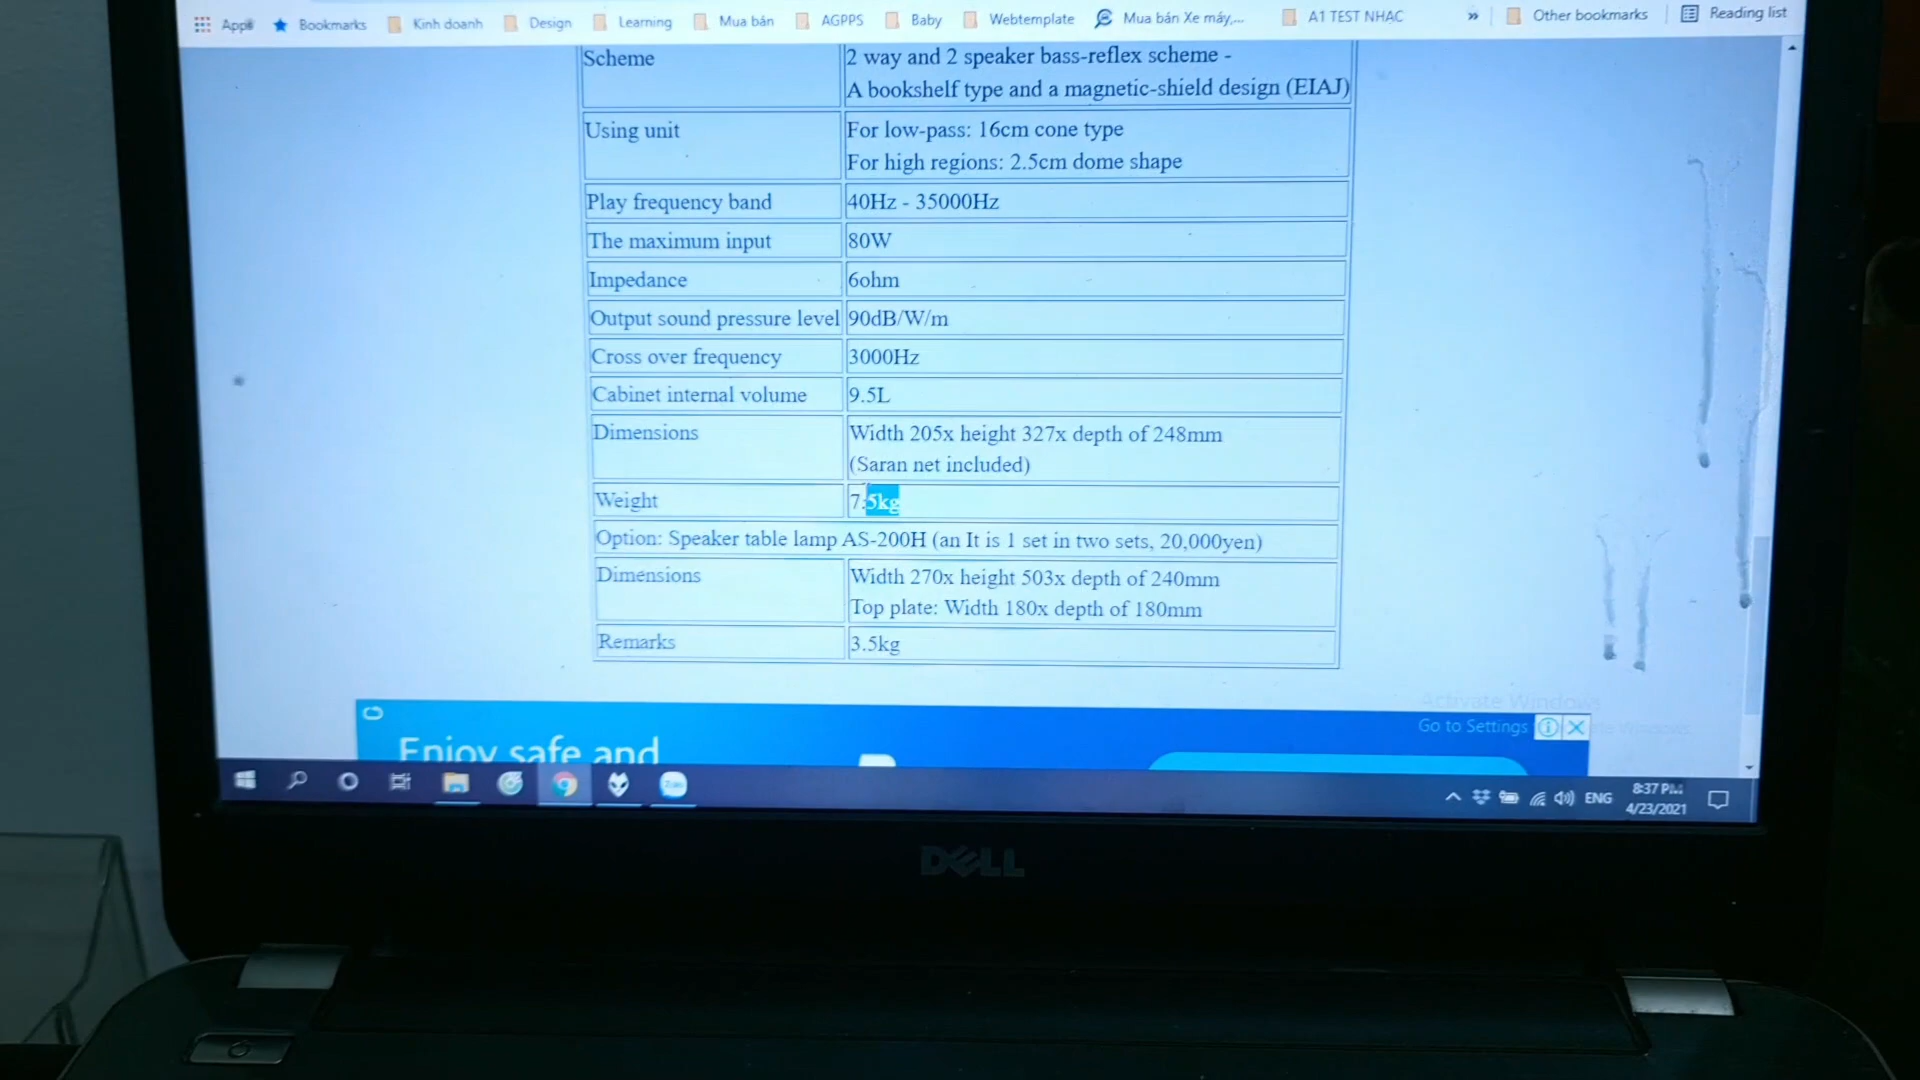 Apps Bookmarks Kinh doanh Design Learning Mua bán AGPPS Baby Webtemplate Mua bán Xe máy,... A1 TEST NHAC » Other bookmarks Reading list
Scheme 2 way and 2 speaker bass-reflex scheme -
A bookshelf type and a magnetic-shield design (EIAJ)
Using unit For low-pass: 16cm cone type
For high regions: 2.5cm dome shape
Play frequency band 40Hz - 35000Hz
The maximum input 80W
Impedance 6ohm
Output sound pressure level 90dB/W/m
Cross over frequency 3000Hz
Cabinet internal volume 9.5L
Dimensions Width 205x height 327x depth of 248mm
(Saran net included)
Weight 7.5kg
Option: Speaker table lamp AS-200H (an It is 1 set in two sets, 20,000yen)
Dimensions Width 270x height 503x depth of 240mm
Top plate: Width 180x depth of 180mm
Remarks 3.5kg
Activate Windows
Go to Settings
Enjoy safe and
Zalo
ENG
8:37 PM
4/23/2021
DELL